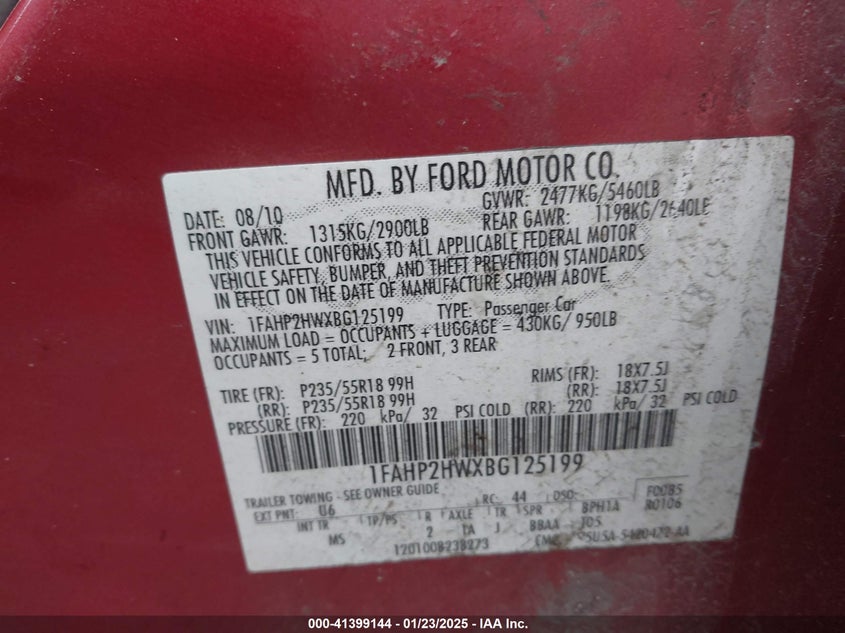 MFD. BY FORD MOTOR CO.
DATE: 08/10 GVWR: 2477KG/5460LB
FRONT GAWR: 1315KG/2900LB REAR GAWR: 1198KG/2640LB
THIS VEHICLE CONFORMS TO ALL APPLICABLE FEDERAL MOTOR
VEHICLE SAFETY, BUMPER, AND THEFT PREVENTION STANDARDS
IN EFFECT ON THE DATE OF MANUFACTURE SHOWN ABOVE.
VIN: 1FAHP2HWXBG125199 TYPE: Passenger Car
MAXIMUM LOAD = OCCUPANTS + LUGGAGE = 430KG/ 950LB
OCCUPANTS = 5 TOTAL; 2 FRONT, 3 REAR
TIRE (FR): P235/55R18 99H RIMS (FR): 18X7.5J
(RR): P235/55R18 99H (RR): 18X7.5J
PRESSURE (FR): 220 kPa/ 32 PSI COLD (RR): 220 kPa/ 32 PSI COLD
1FAHP2HWXBG125199
TRAILER TOWING - SEE OWNER GUIDE
EXT PNT: U6 RC: 44 DSO: F0085
R0106
INT TR TP/PS R AXLE TR SPR BPH1A
MS 2 TA J BBAA
1201008238273
000-41399144 - 01/23/2025 - IAA Inc.